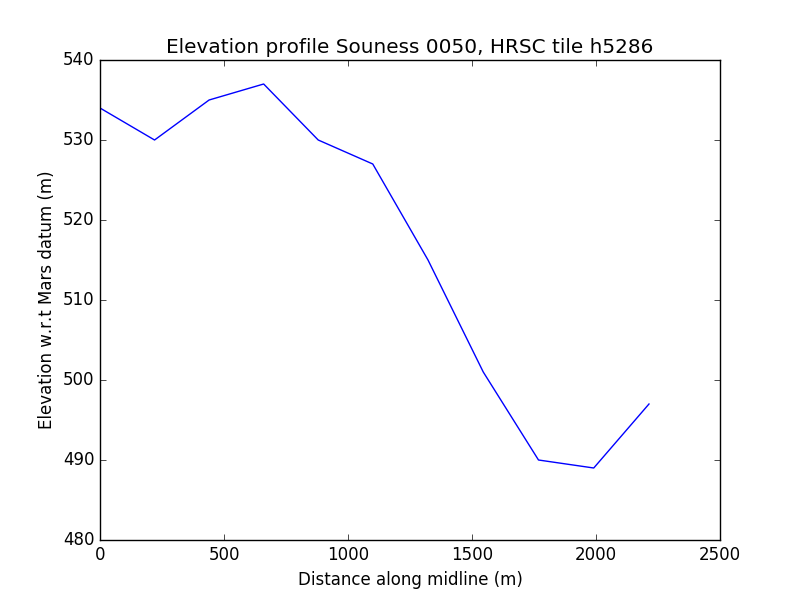 Elevation profile Souness 0050, HRSC tile h5286
540
530
520
510
500
490
480
Elevation w.r.t Mars datum (m)
0 500 1000 1500 2000 2500
Distance along midline (m)